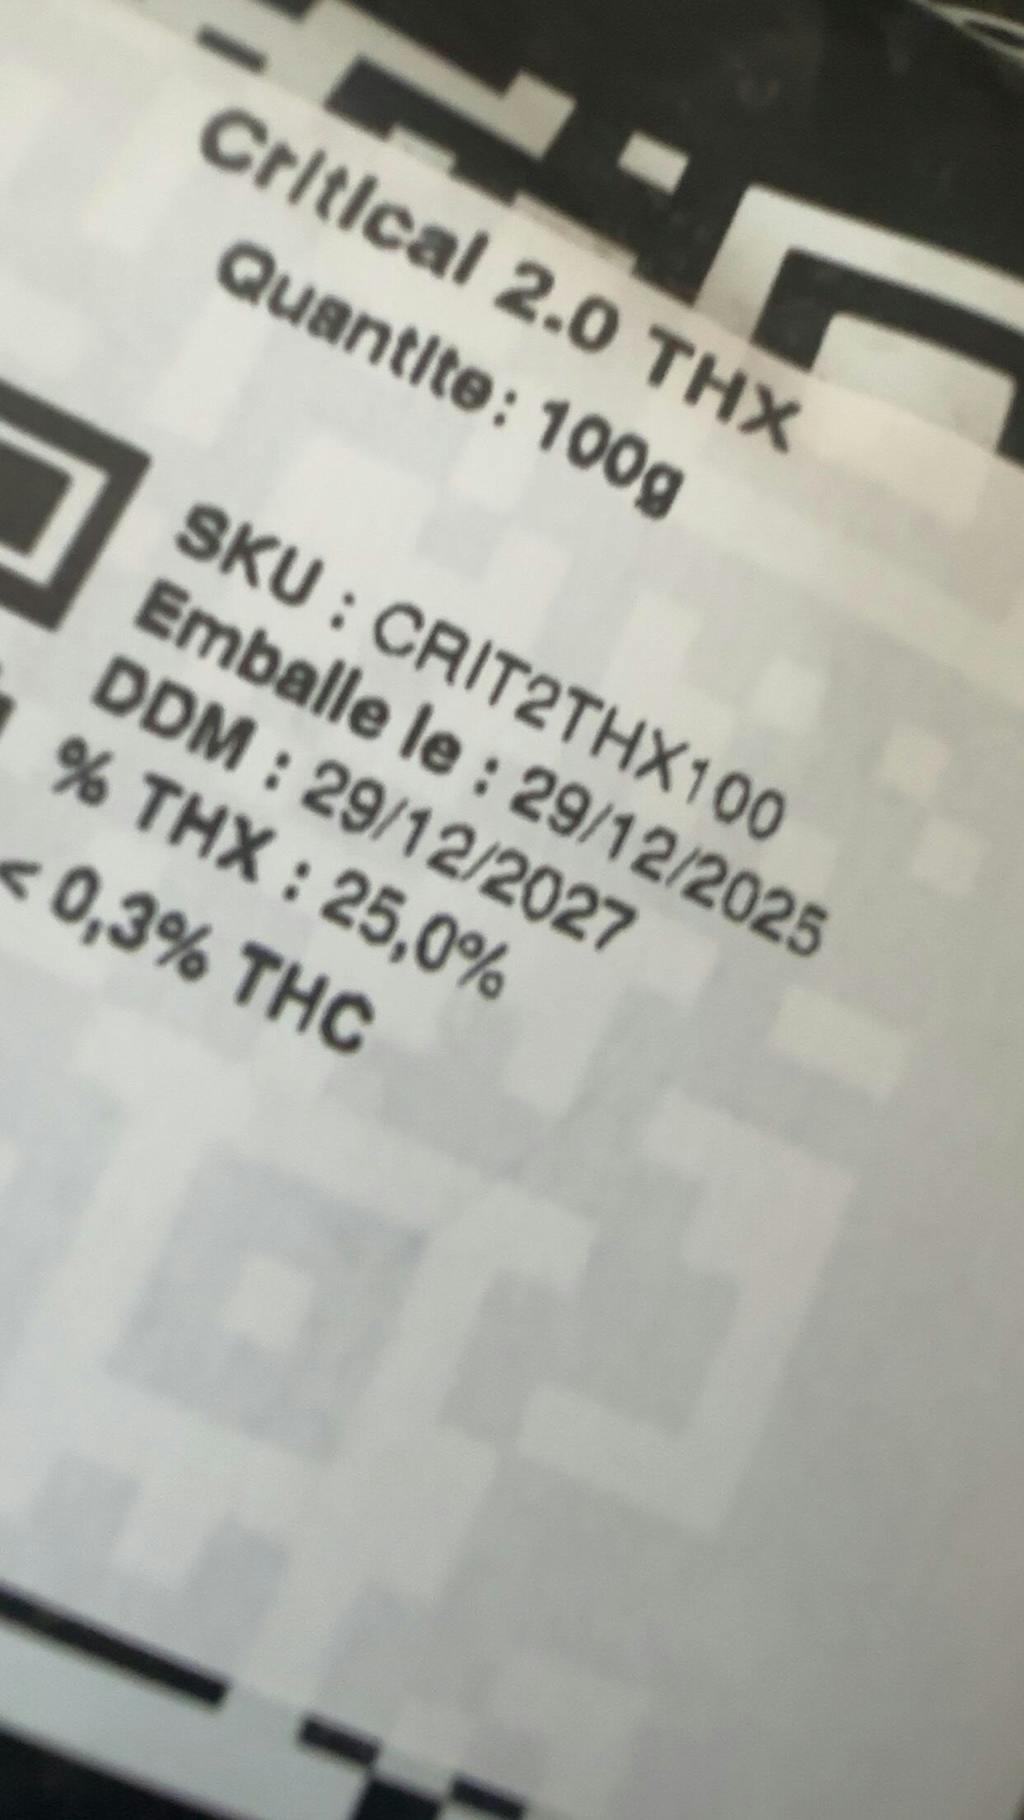 Critical 2.0 THX
Quantite: 100g
SKU : CRIT2THX100
Emballe le : 29/12/2025
DDM : 29/12/2027
% THX : 25,0%
< 0,3% THC